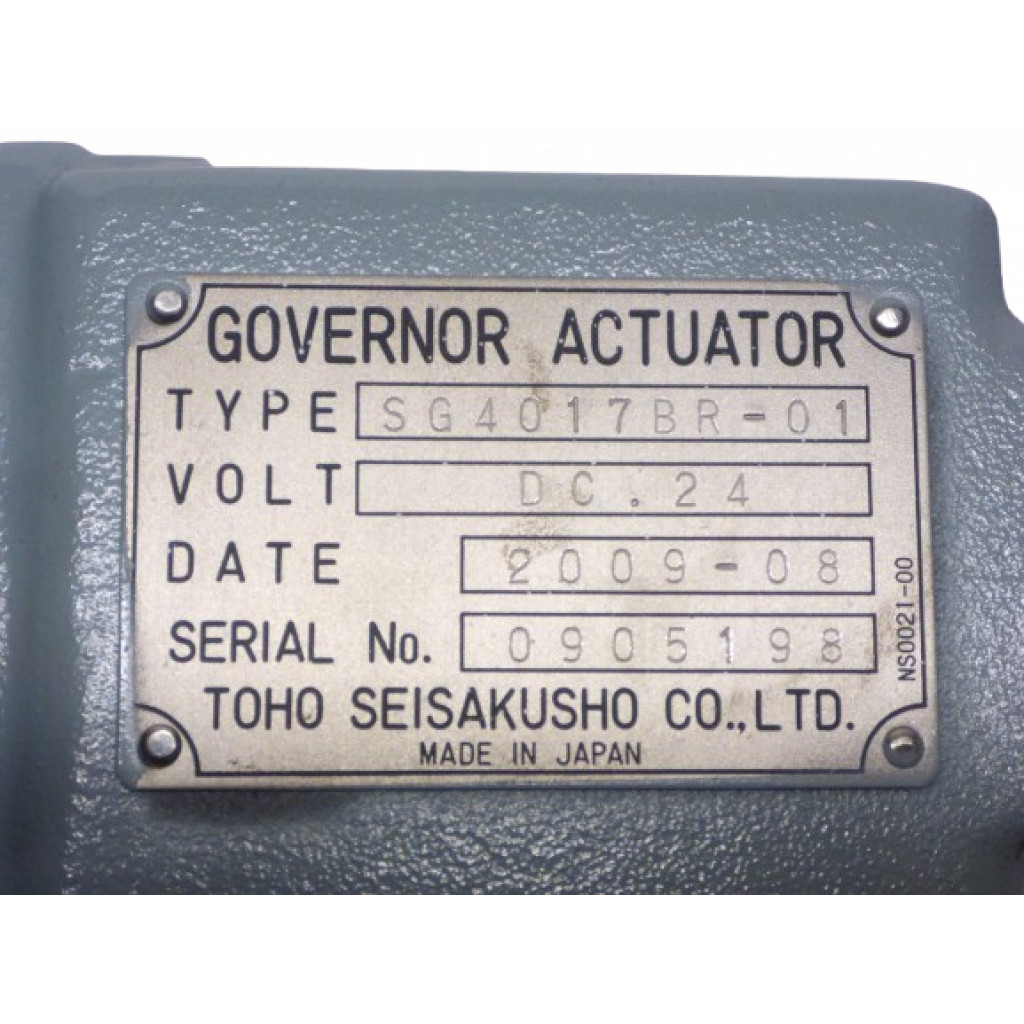 GOVERNOR ACTUATOR
TYPE SG4017BR-01
VOLT DC.24
DATE 2009-08
SERIAL No. 0905198
TOHO SEISAKUSHO CO.,LTD.
MADE IN JAPAN
NS0021-00